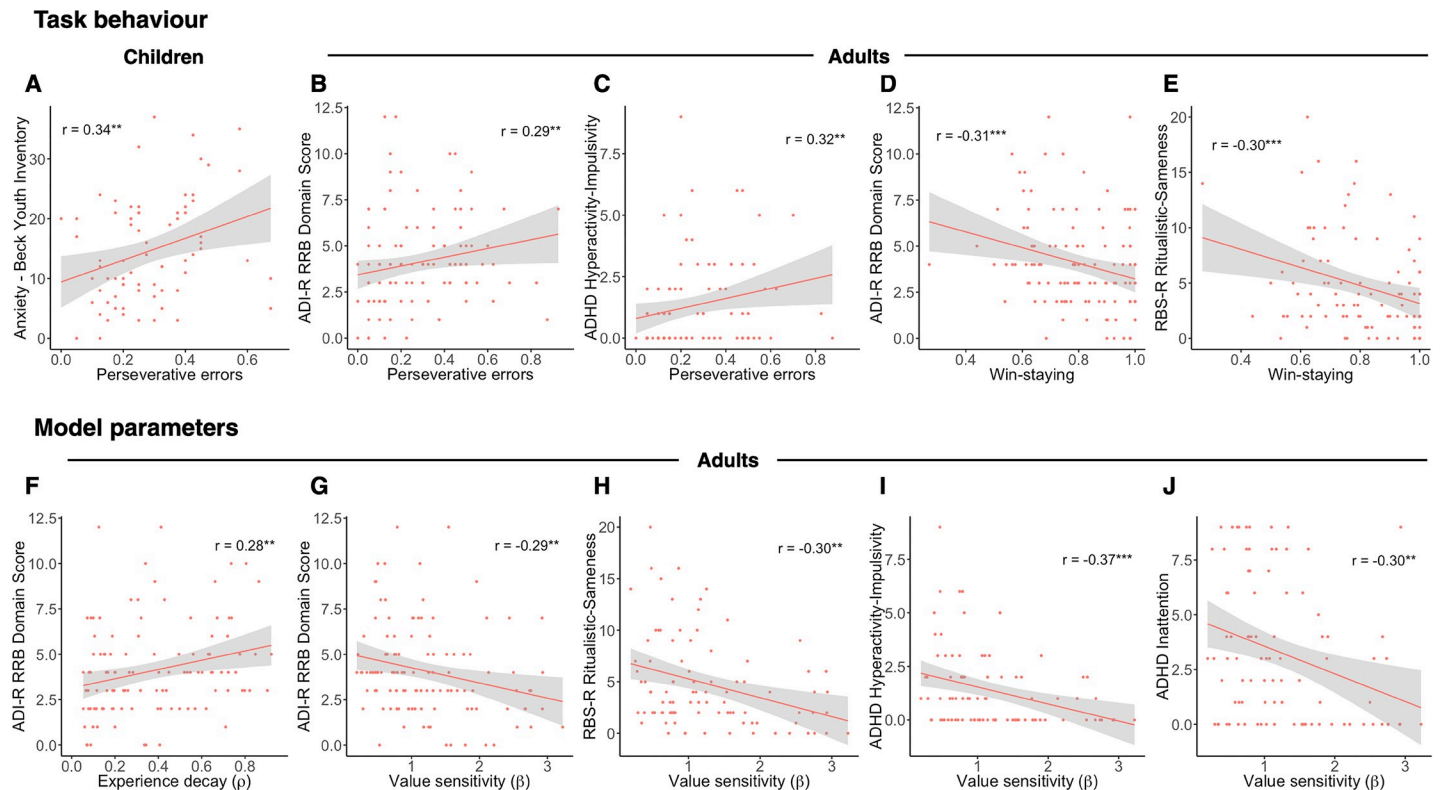 Task behaviour
Children
Adults
A
B
C
D
E
Anxiety - Beck Youth Inventory
r = 0.34**
30
20
10
0
0.0 0.2 0.4 0.6
Perseverative errors
ADI-R RRB Domain Score
r = 0.29**
12.5
10.0
7.5
5.0
2.5
0.0
0.0 0.2 0.4 0.6 0.8
Perseverative errors
ADHD Hyperactivity-Impulsivity
r = 0.32**
7.5
5.0
2.5
0.0
0.0 0.2 0.4 0.6 0.8
Perseverative errors
ADI-R RRB Domain Score
r = -0.31***
12.5
10.0
7.5
5.0
2.5
0.0
0.4 0.6 0.8 1.0
Win-staying
RBS-R Ritualistic-Sameness
r = -0.30***
20
15
10
5
0
0.4 0.6 0.8 1.0
Win-staying
Model parameters
Adults
F
G
H
I
J
ADI-R RRB Domain Score
r = 0.28**
12.5
10.0
7.5
5.0
2.5
0.0
0.0 0.2 0.4 0.6 0.8
Experience decay (ρ)
ADI-R RRB Domain Score
r = -0.29**
12.5
10.0
7.5
5.0
2.5
0.0
1 2 3
Value sensitivity (β)
RBS-R Ritualistic-Sameness
r = -0.30**
20
15
10
5
0
1 2 3
Value sensitivity (β)
ADHD Hyperactivity-Impulsivity
r = -0.37***
7.5
5.0
2.5
0.0
1 2 3
Value sensitivity (β)
ADHD Inattention
r = -0.30**
7.5
5.0
2.5
0.0
1 2 3
Value sensitivity (β)